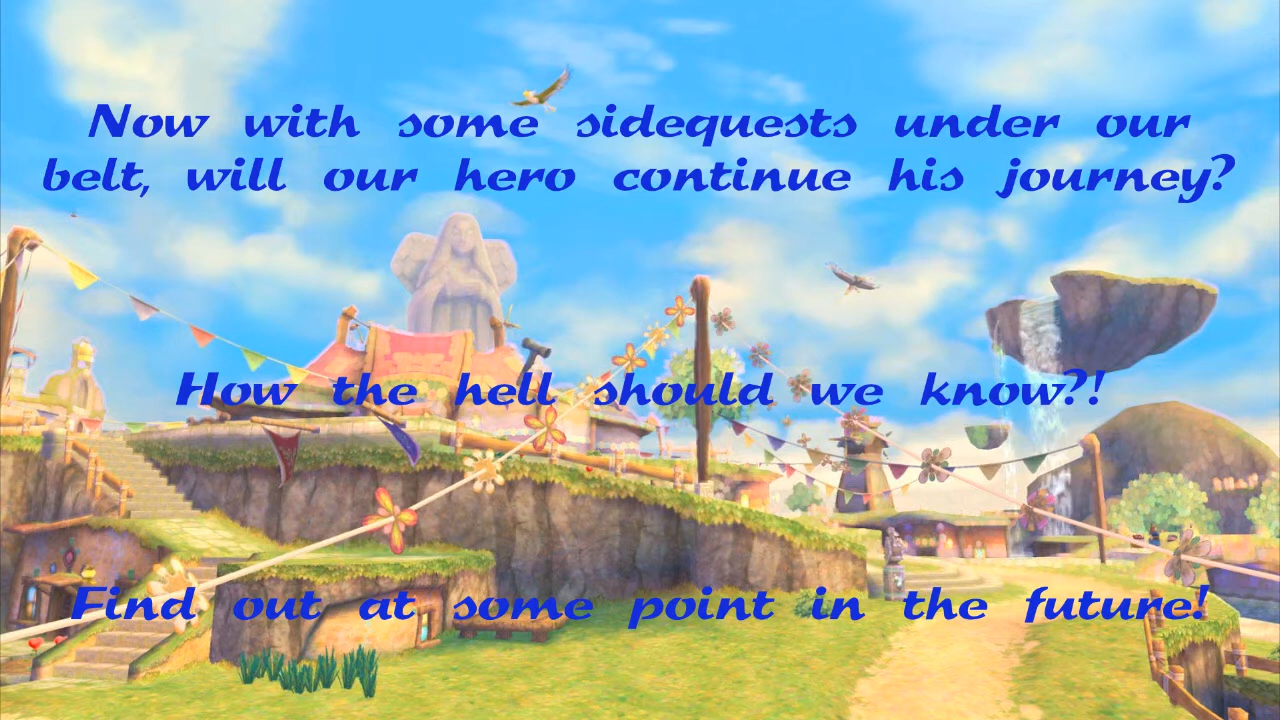 Now with some sidequests under our
belt, will our hero continue his journey?
How the hell should we know?!
Find out at some point in the future!